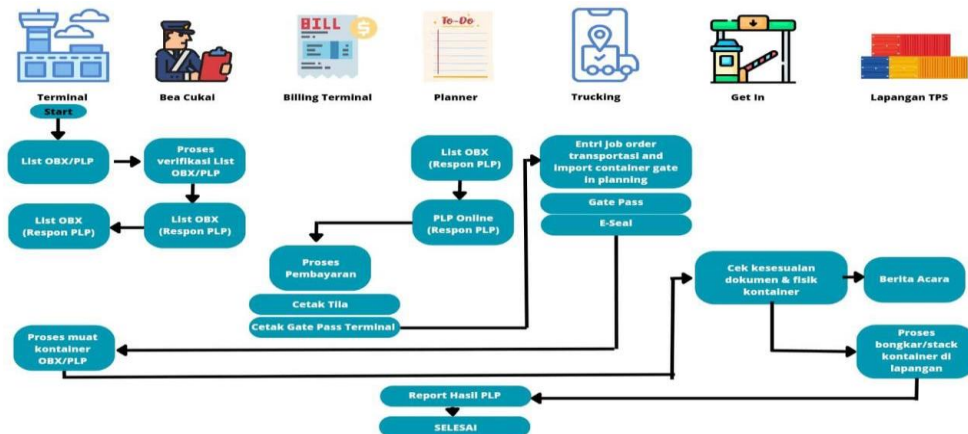 BILL
To-Do
Terminal
Bea Cukai
Billing Terminal
Planner
Trucking
Get In
Lapangan TPS
Start
List OBX/PLP
Proses
verifikasi List
OBX/PLP
List OBX
(Respon PLP)
List OBX
(Respon PLP)
List OBX
(Respon PLP)
PLP Online
(Respon PLP)
Proses
Pembayaran
Cetak Tila
Cetak Gate Pass Terminal
Entri job order
transportasi and
import container gate
in planning
Gate Pass
E-Seal
Proses muat
kontainer
OBX/PLP
Cek kesesuaian
dokumen & fisik
kontainer
Berita Acara
Proses
bongkar/stack
kontainer di
lapangan
Report Hasil PLP
SELESAI